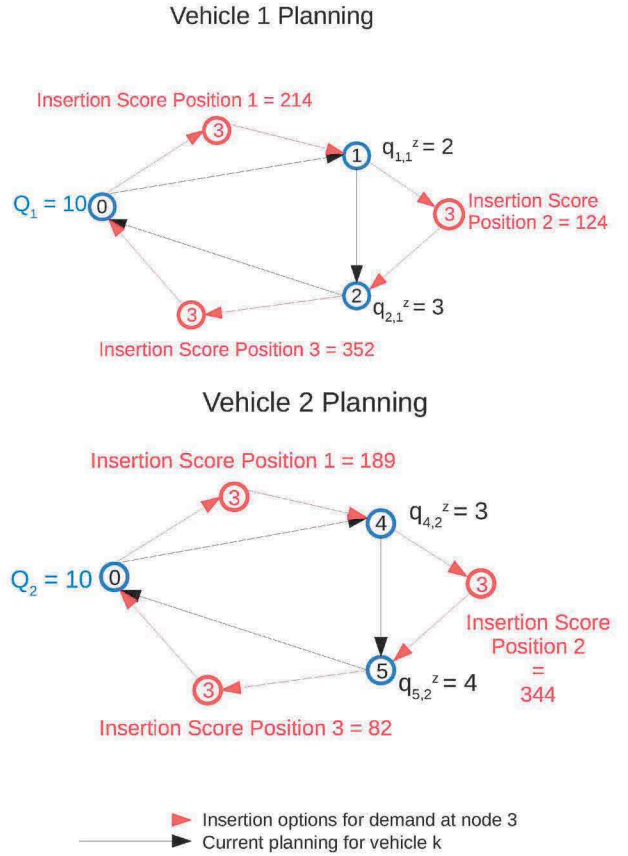 Vehicle 1 Planning
Insertion Score Position 1 = 214
3
1
q1,1z = 2
Q1 = 10
0
3
Insertion Score
Position 2 = 124
3
2
q2,1z = 3
Insertion Score Position 3 = 352
Vehicle 2 Planning
Insertion Score Position 1 = 189
3
4
q4,2z = 3
Q2 = 10
0
3
Insertion Score
Position 2
=
344
3
5
q5,2z = 4
Insertion Score Position 3 = 82
Insertion options for demand at node 3
Current planning for vehicle k